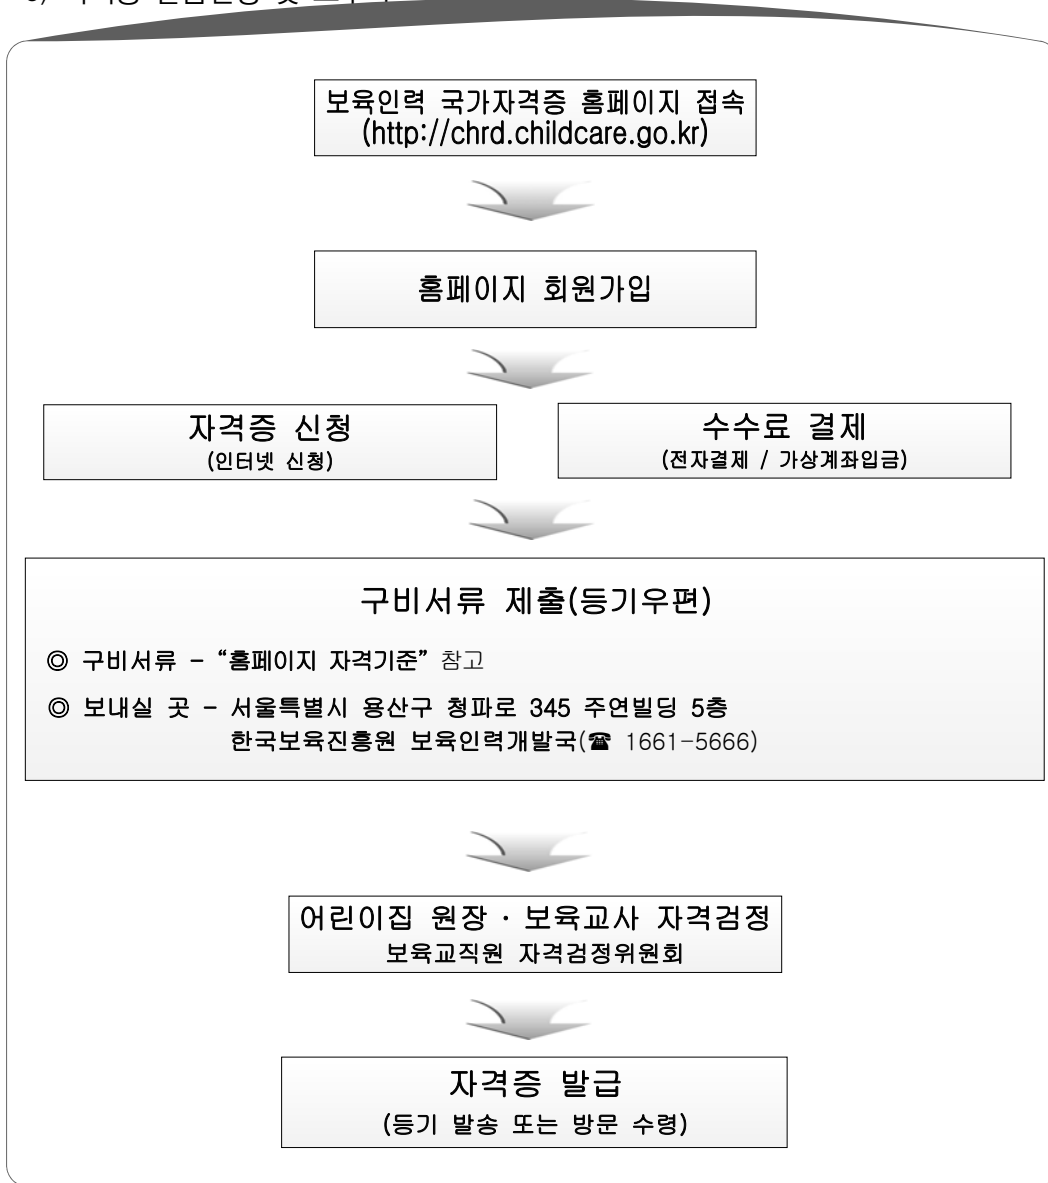 보육인력 국가자격증 홈페이지 접속
(http://chrd.childcare.go.kr)
홈페이지 회원가입
자격증 신청
(인터넷 신청)
수수료 결제
(전자결제 / 가상계좌입금)
구비서류 제출(등기우편)
◎ 구비서류 - “홈페이지 자격기준” 참고
◎ 보내실 곳 - 서울특별시 용산구 청파로 345 주연빌딩 5층
한국보육진흥원 보육인력개발국(☎ 1661-5666)
어린이집 원장 · 보육교사 자격검정
보육교직원 자격검정위원회
자격증 발급
(등기 발송 또는 방문 수령)